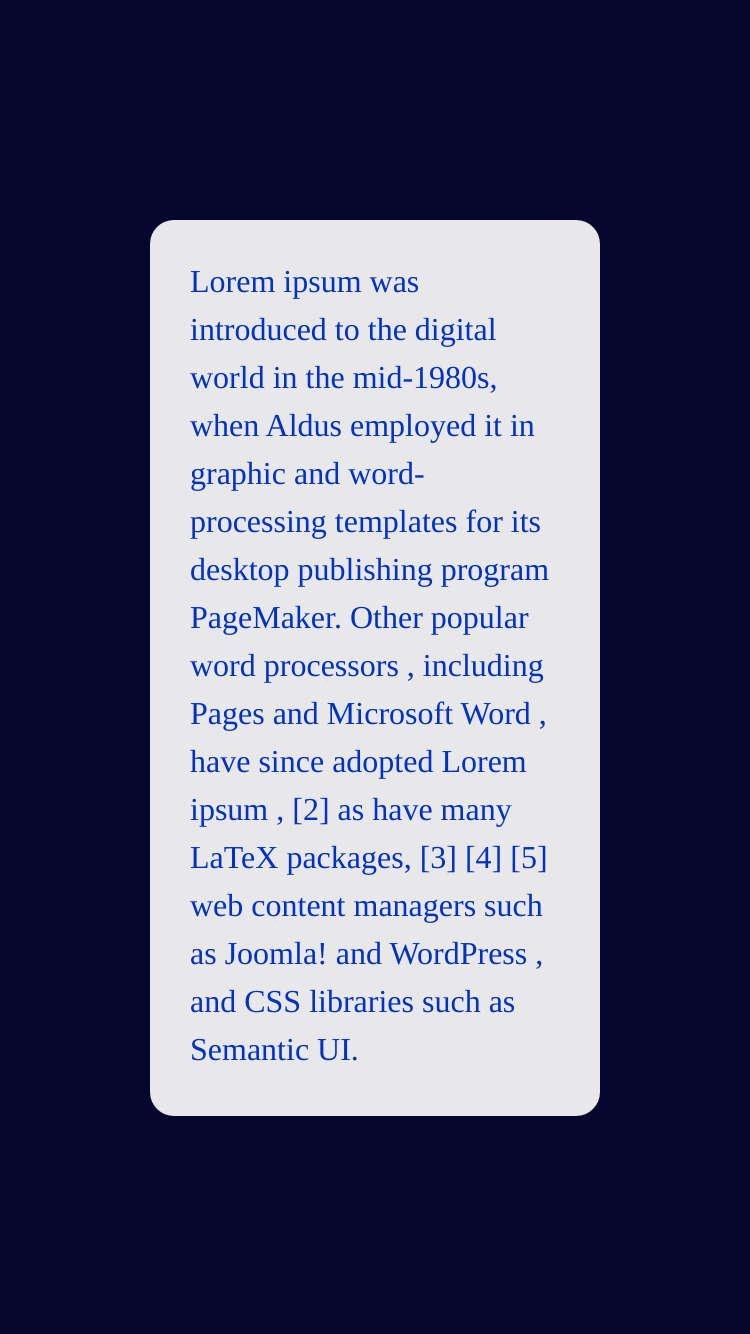 Lorem ipsum was
introduced to the digital
world in the mid-1980s,
when Aldus employed it in
graphic and word-
processing templates for its
desktop publishing program
PageMaker. Other popular
word processors , including
Pages and Microsoft Word ,
have since adopted Lorem
ipsum , [2] as have many
LaTeX packages, [3] [4] [5]
web content managers such
as Joomla! and WordPress ,
and CSS libraries such as
Semantic UI.